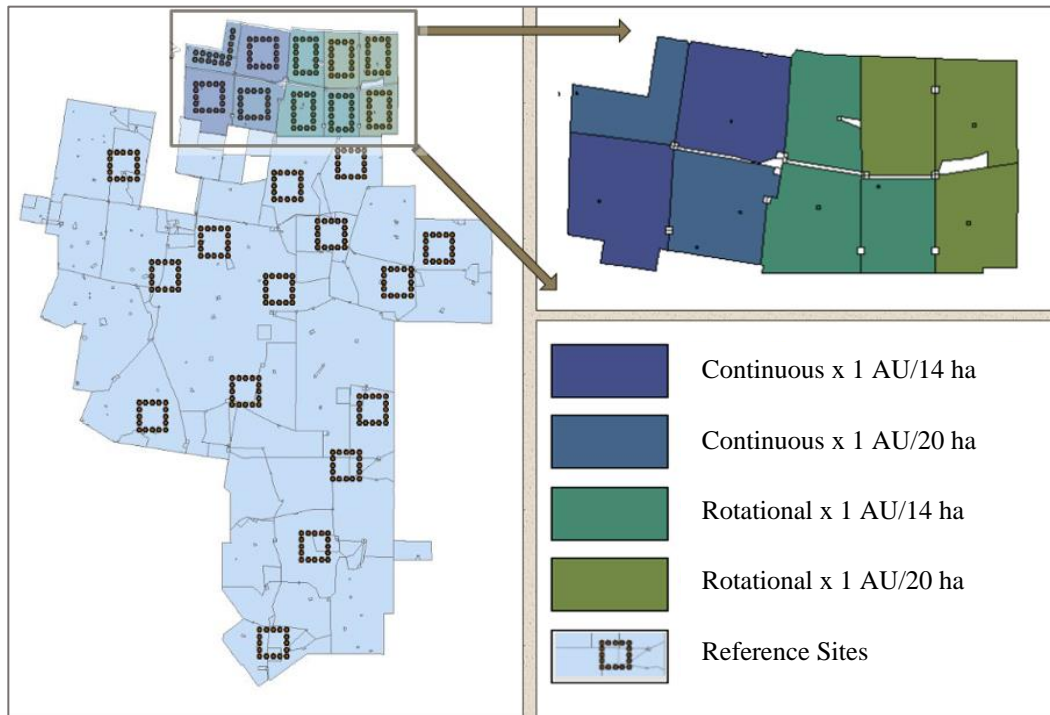 Continuous x 1 AU/14 ha
Continuous x 1 AU/20 ha
Rotational x 1 AU/14 ha
Rotational x 1 AU/20 ha
Reference Sites